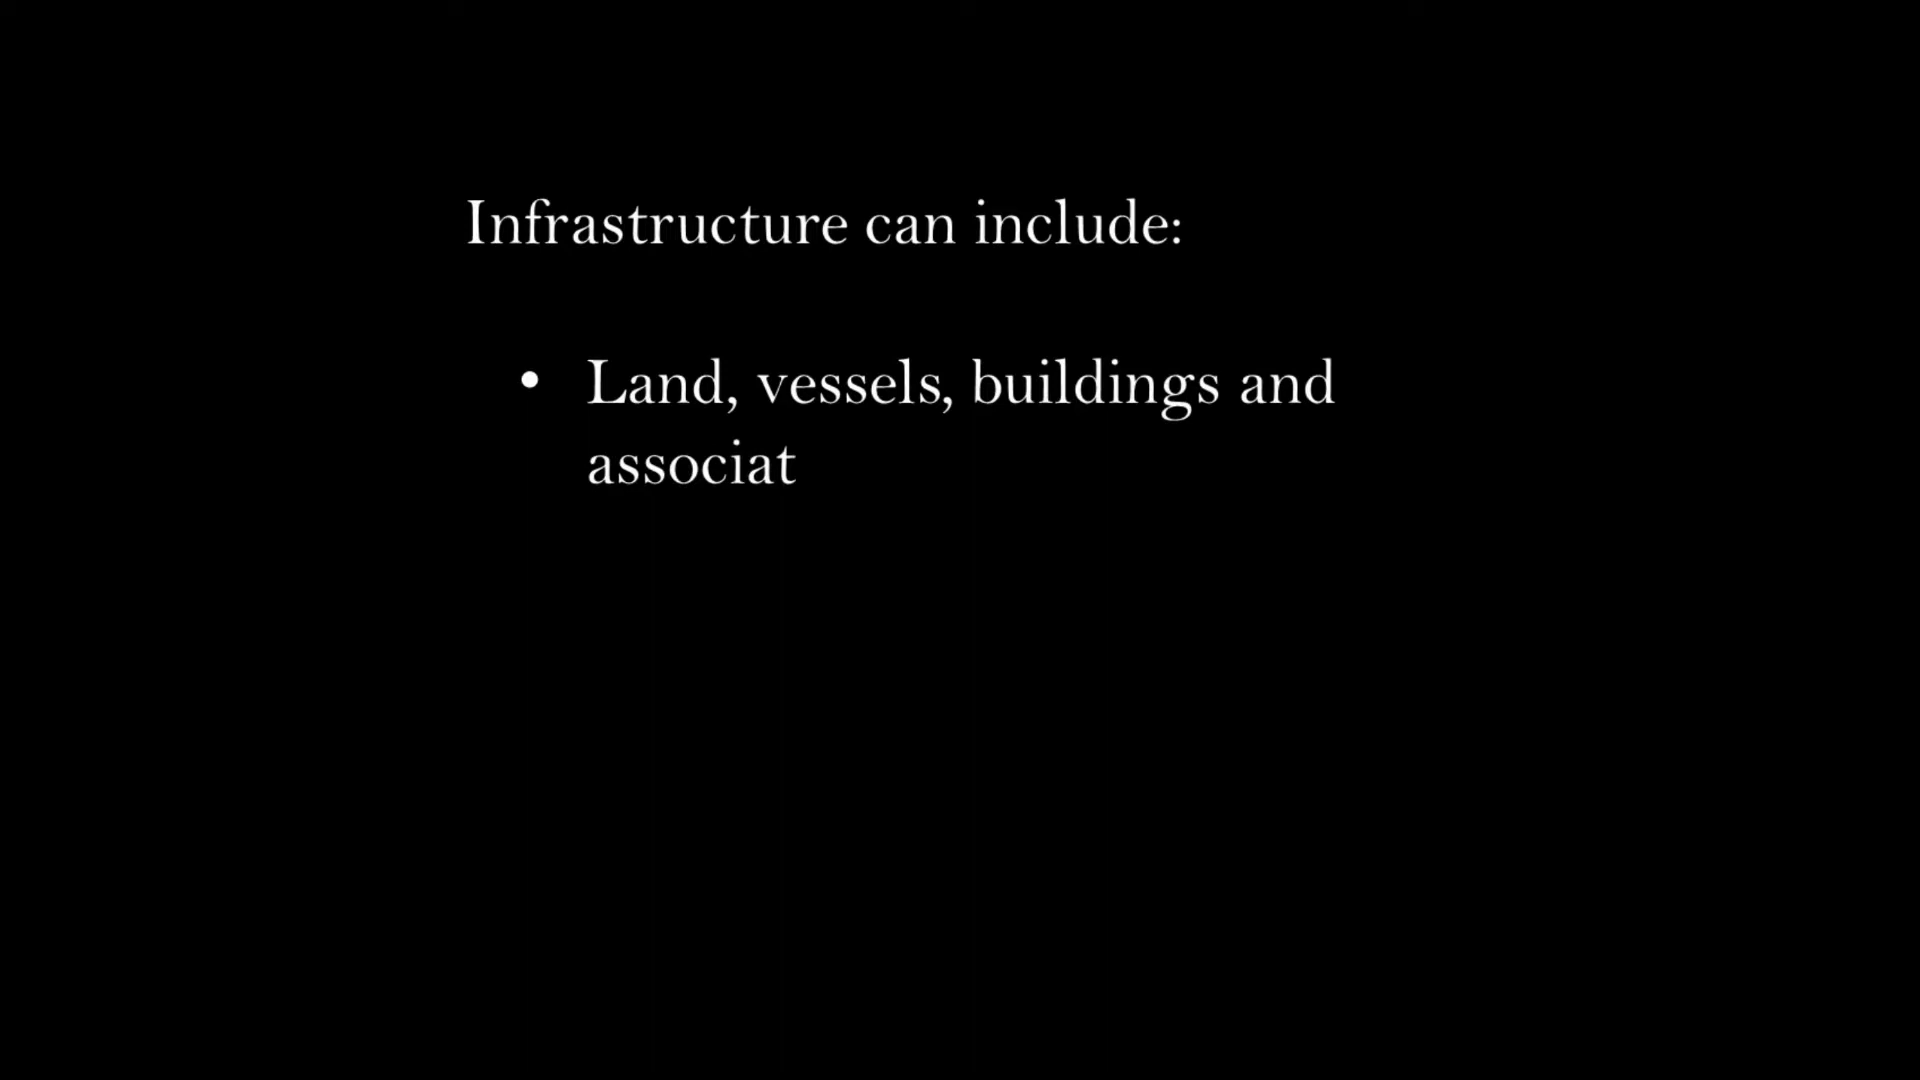 Infrastructure can include:
• Land, vessels, buildings and
associat